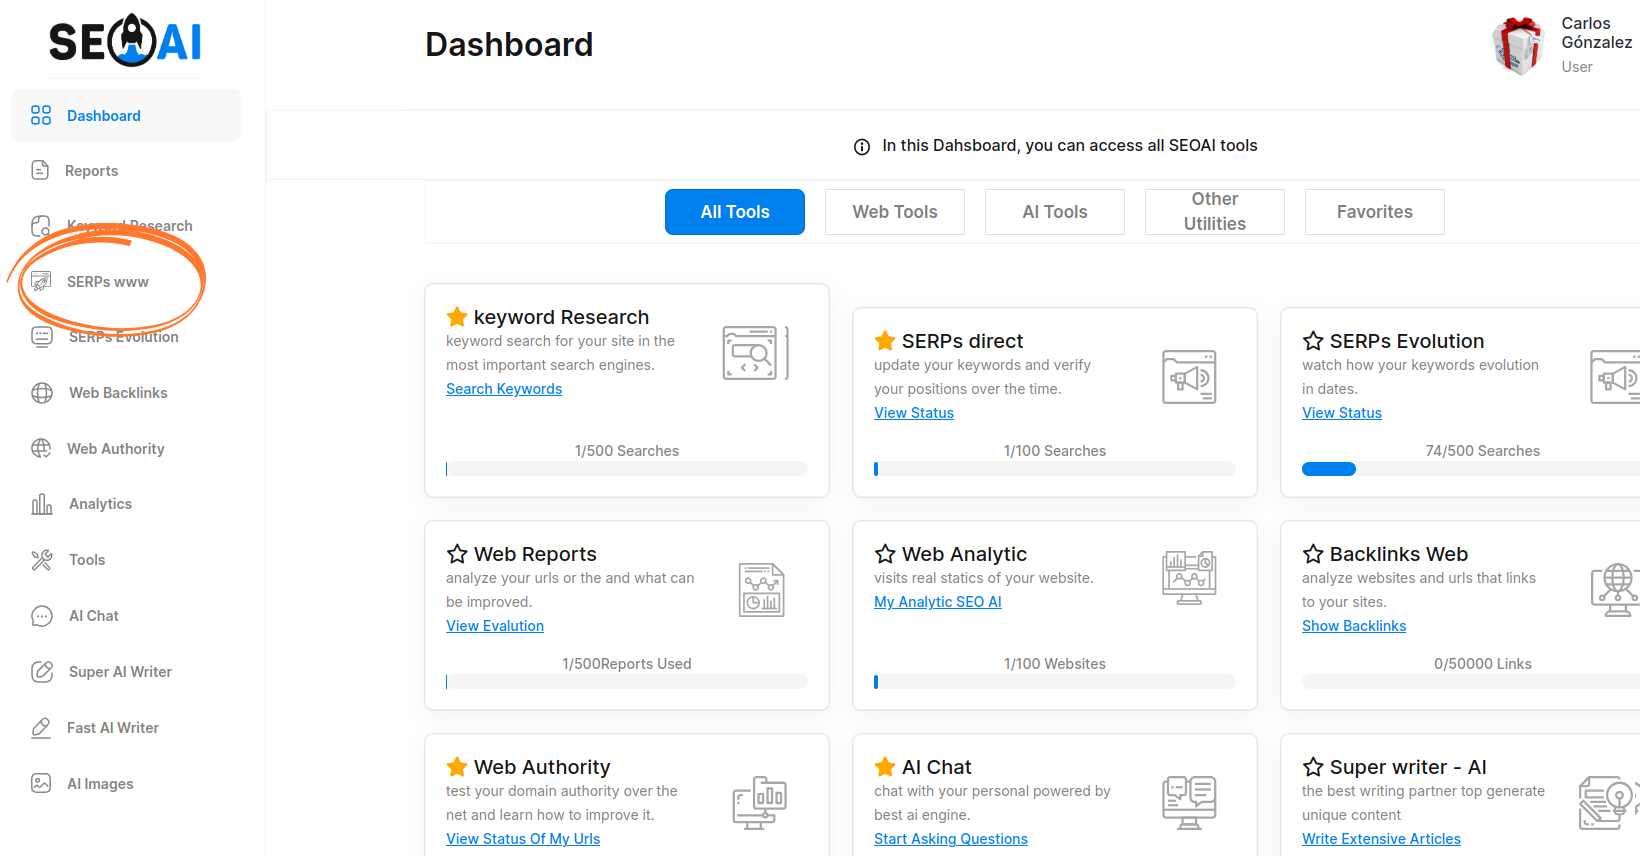 SEOAI
Dashboard
Reports
Keyword Research
SERPs www
SERPs Evolution
Web Backlinks
Web Authority
Analytics
Tools
AI Chat
Super AI Writer
Fast AI Writer
AI Images
Dashboard
Carlos
Gónzalez
User
In this Dahsboard, you can access all SEOAI tools
All Tools
Web Tools
AI Tools
Other
Utilities
Favorites
keyword Research
keyword search for your site in the
most important search engines.
Search Keywords
1/500 Searches
SERPs direct
update your keywords and verify
your positions over the time.
View Status
1/100 Searches
SERPs Evolution
watch how your keywords evolution
in dates.
View Status
74/500 Searches
Web Reports
analyze your urls or the and what can
be improved.
View Evalution
1/500Reports Used
Web Analytic
visits real statics of your website.
My Analytic SEO AI
1/100 Websites
Backlinks Web
analyze websites and urls that links
to your sites.
Show Backlinks
0/50000 Links
Web Authority
test your domain authority over the
net and learn how to improve it.
View Status Of My Urls
AI Chat
chat with your personal powered by
best ai engine.
Start Asking Questions
Super writer - AI
the best writing partner top generate
unique content
Write Extensive Articles